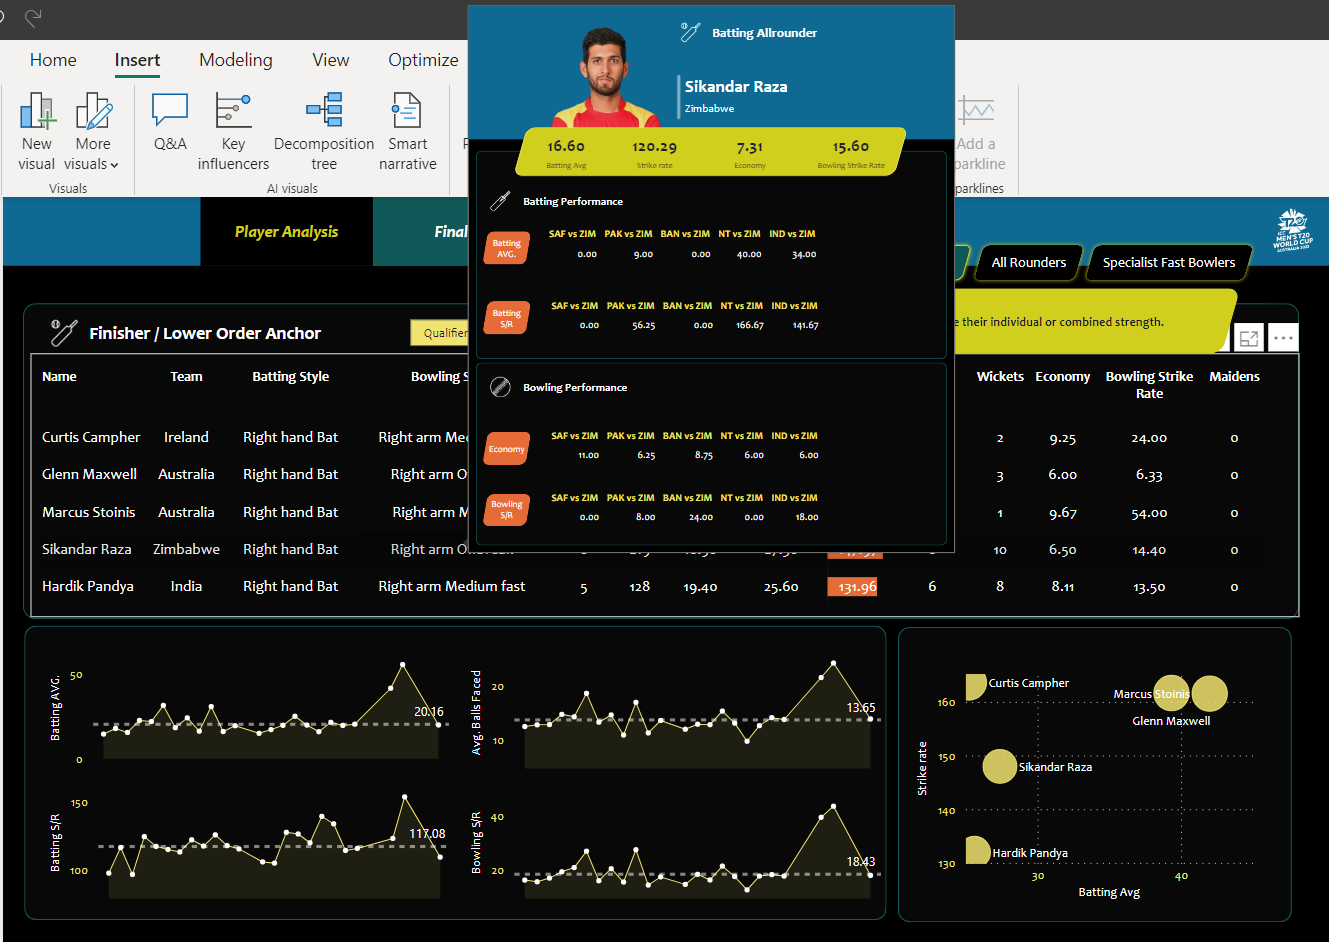 Home
Insert
Modeling
View
Optimize
New
visual
More
visuals
Q&A
Key
influencers
Decomposition
tree
Smart
narrative
Add a
parkline
Visuals
AI visuals
parklines
Batting Allrounder
Sikandar Raza
Zimbabwe
16.60 120.29 7.31 15.60
Batting Avg Strike rate Economy Bowling Strike Rate
Batting Performance
Batting
AVG.
SAF vs ZIM PAK vs ZIM BAN vs ZIM NT vs ZIM IND vs ZIM
0.00 9.00 0.00 40.00 34.00
Batting
S/R
SAF vs ZIM PAK vs ZIM BAN vs ZIM NT vs ZIM IND vs ZIM
0.00 56.25 0.00 166.67 141.67
Bowling Performance
Economy
SAF vs ZIM PAK vs ZIM BAN vs ZIM NT vs ZIM IND vs ZIM
11.00 6.25 8.75 6.00 6.00
Bowling
S/R
SAF vs ZIM PAK vs ZIM BAN vs ZIM NT vs ZIM IND vs ZIM
0.00 8.00 24.00 0.00 18.00
Player Analysis
Final
ICC
MEN'S T20
WORLD CUP
AUSTRALIA 2022
All Rounders
Specialist Fast Bowlers
e their individual or combined strength.
Finisher / Lower Order Anchor
Qualifier
Name Team Batting Style Bowling S Wickets Economy Bowling Strike Maidens
Rate
Curtis Campher Ireland Right hand Bat Right arm Me 2 9.25 24.00 0
Glenn Maxwell Australia Right hand Bat Right arm O 3 6.00 6.33 0
Marcus Stoinis Australia Right hand Bat Right arm M 1 9.67 54.00 0
Sikandar Raza Zimbabwe Right hand Bat Right arm 10 6.50 14.40 0
Hardik Pandya India Right hand Bat Right arm Medium fast 5 128 19.40 25.60 131.96 6 8 8.11 13.50 0
Batting AVG.
50
0
20.16
Avg. Balls Faced
20
10
13.65
Batting S/R
150
100
117.08
Bowling S/R
40
20
18.43
Strike rate
160
150
140
130
Curtis Campher
Marcus Stoinis
Glenn Maxwell
Sikandar Raza
Hardik Pandya
30 40
Batting Avg